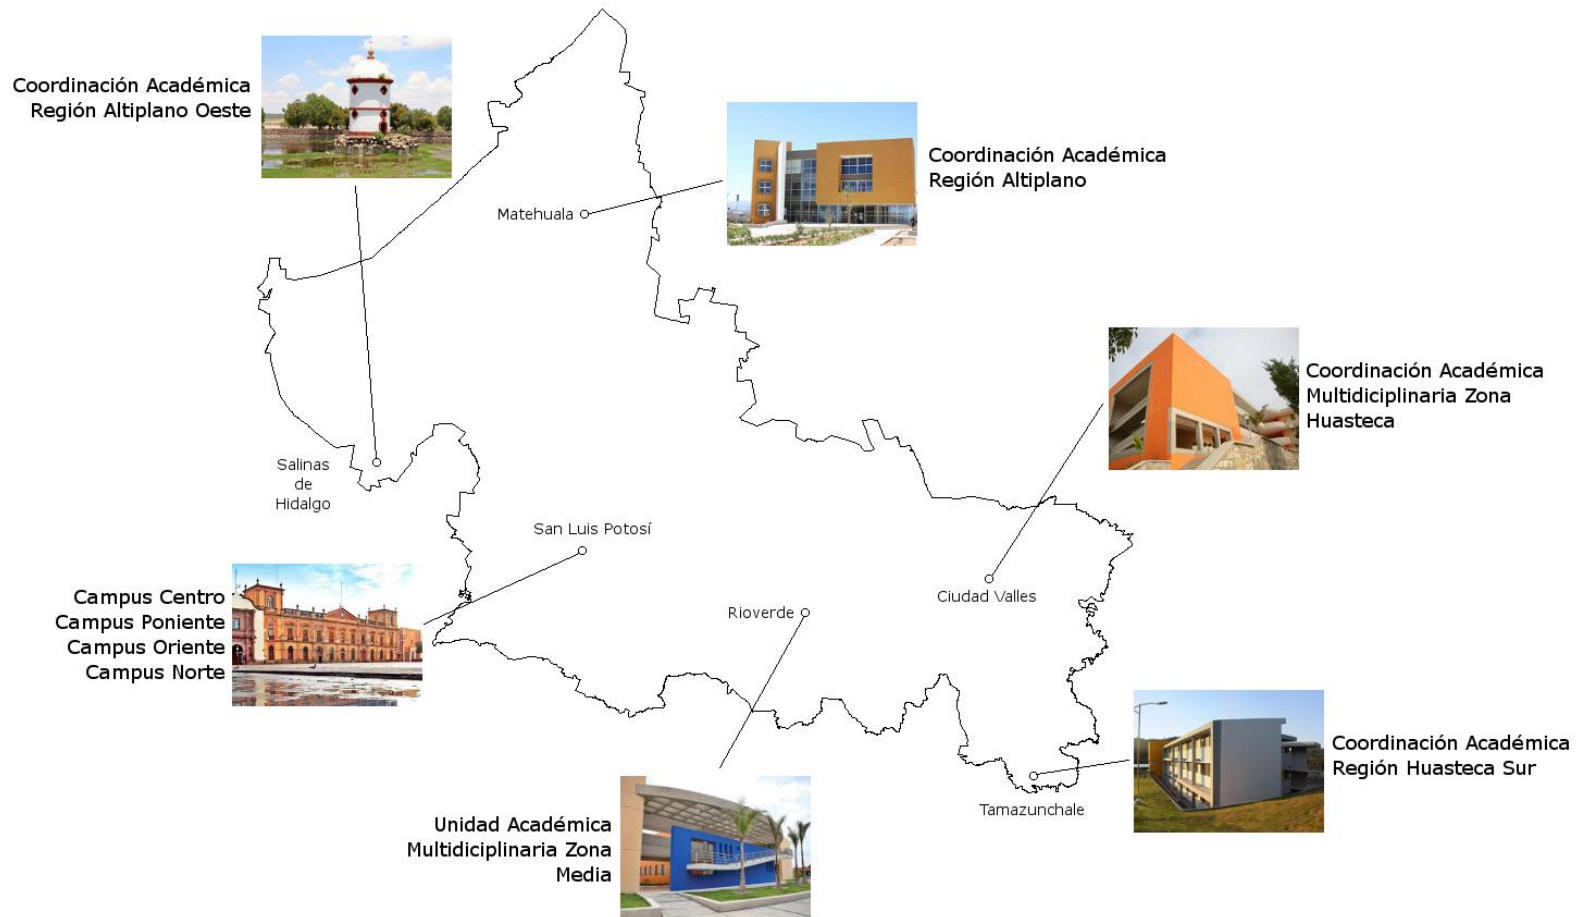 Coordinación Académica
Región Altiplano Oeste
Coordinación Académica
Región Altiplano
Matehuala
Coordinación Académica
Multidiciplinaria Zona
Huasteca
Salinas
de
Hidalgo
San Luis Potosí
Campus Centro
Campus Poniente
Campus Oriente
Campus Norte
Rioverde
Ciudad Valles
Coordinación Académica
Región Huasteca Sur
Tamazunchale
Unidad Académica
Multidiciplinaria Zona
Media